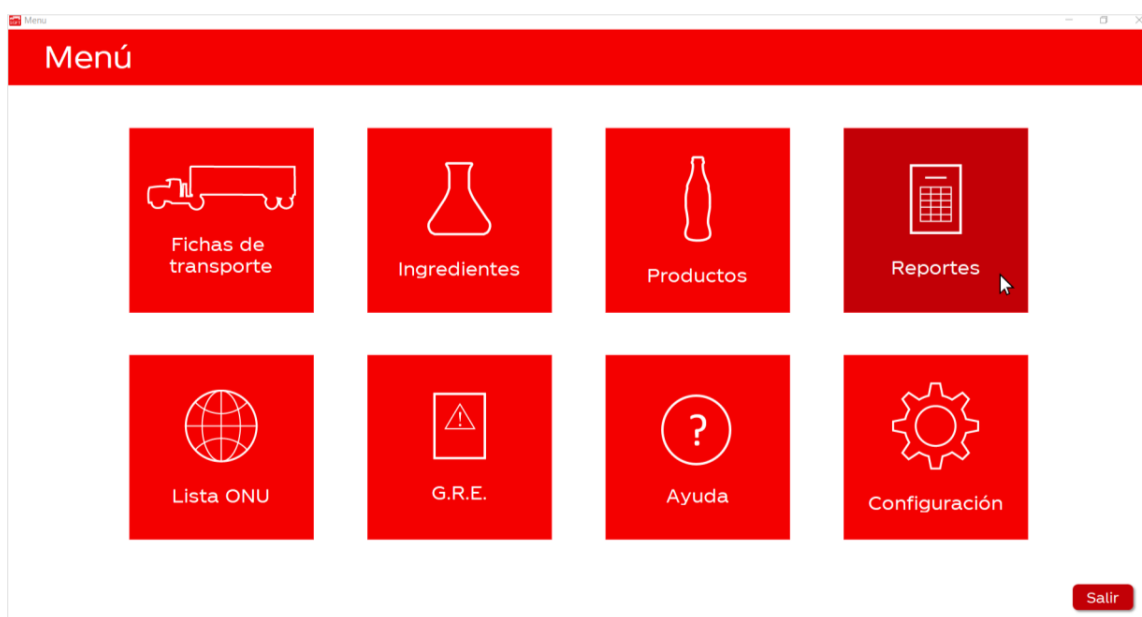 Menu
Menú
Fichas de
transporte
Ingredientes
Productos
Reportes
Lista ONU
G.R.E.
?
Ayuda
Configuración
Salir